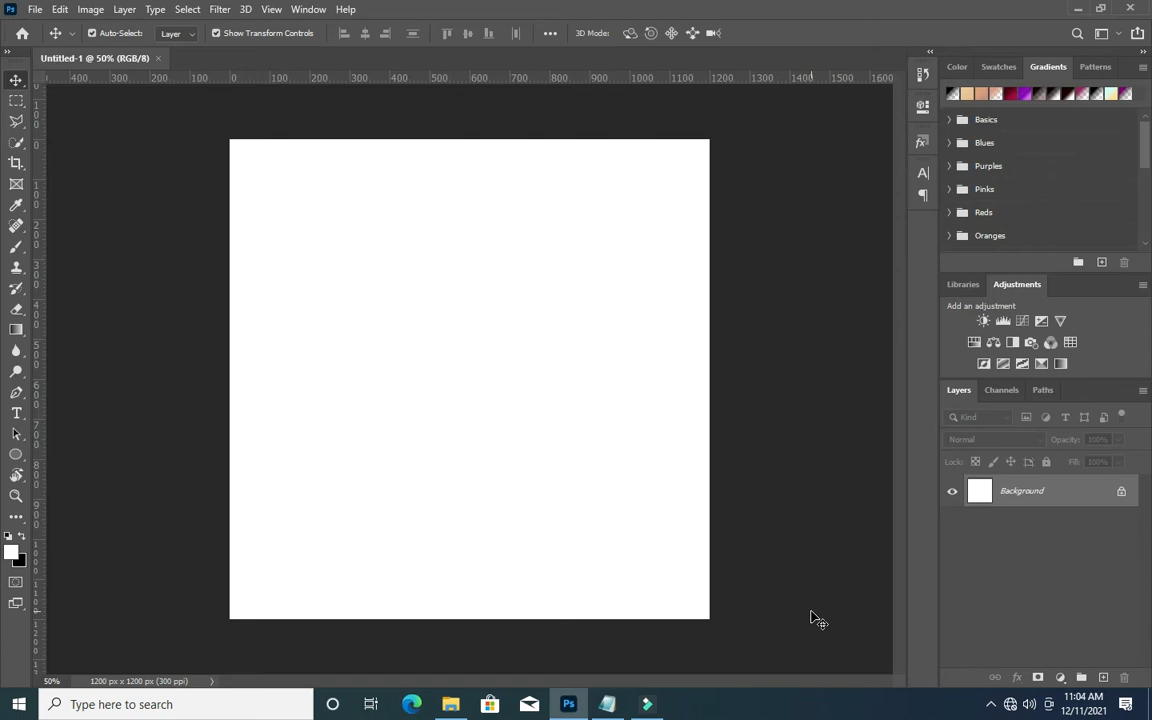 Ps File Edit Image Layer Type Select Filter 3D View Window Help
Auto-Select: Layer Show Transform Controls 3D Mode:
Untitled-1 @ 50% (RGB/8)
400 300 200 100 0 100 200 300 400 500 600 700 800 900 1000 1100 1200 1300 1400 1500 1600
Color Swatches Gradients Patterns
Basics
Blues
Purples
Pinks
Reds
Oranges
Libraries Adjustments
Add an adjustment
Layers Channels Paths
Kind
Normal Opacity: 100%
Lock: Fill: 100%
Background
T
50% 1200 px x 1200 px (300 ppi)
Type here to search
Ps
11:04 AM
12/11/2021